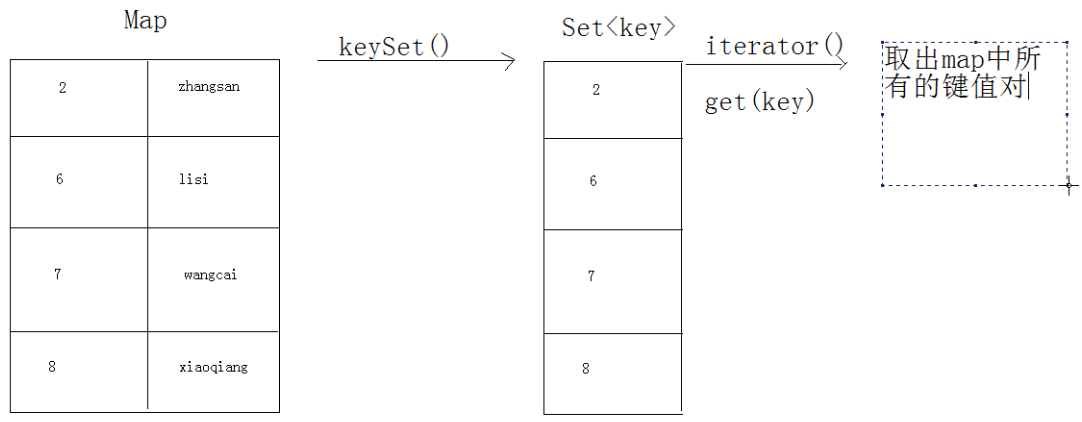 Map
keySet()
Set<key>
iterator()
get(key)
取出map中所
有的键值对
2 zhangsan
6 lisi
7 wangcai
8 xiaoqiang
2
6
7
8